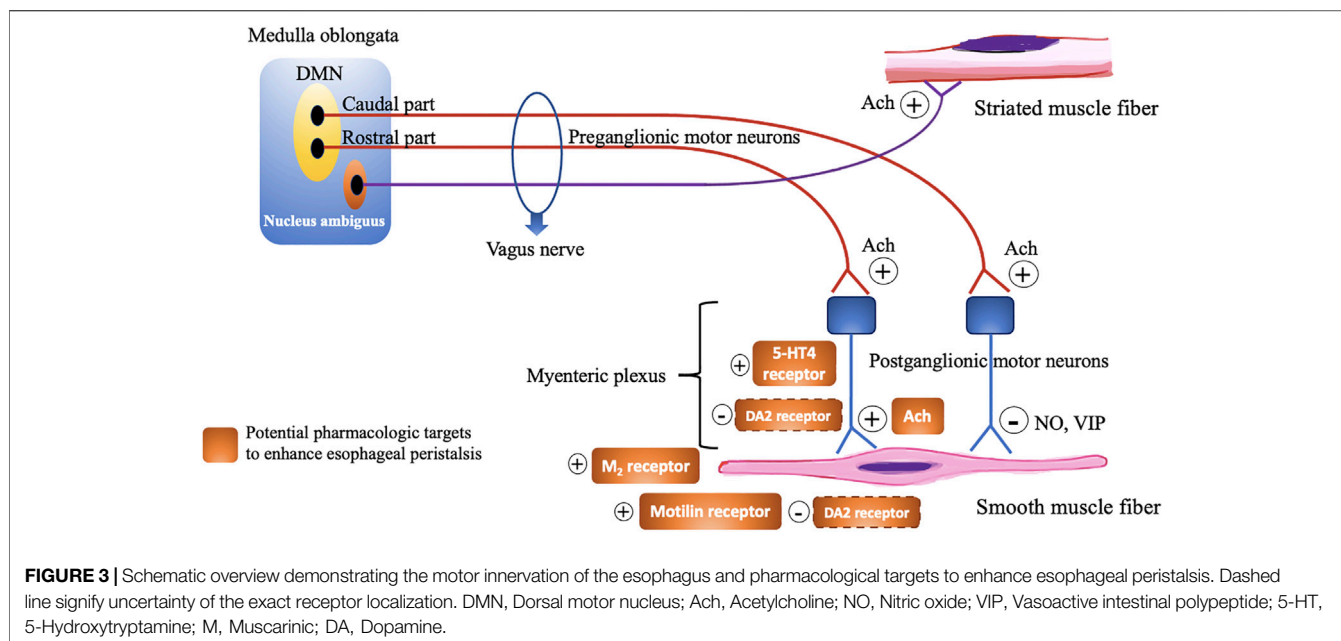 Medulla oblongata
DMN
Caudal part
Rostral part
Nucleus ambiguus
Preganglionic motor neurons
Vagus nerve
Ach +
Striated muscle fiber
Ach
+
Ach
+
Myenteric plexus
+ 5-HT4
receptor
- DA2 receptor
+ Ach
Postganglionic motor neurons
- NO, VIP
+ M₂ receptor
+ Motilin receptor
- DA2 receptor
Smooth muscle fiber
Potential pharmacologic targets
to enhance esophageal peristalsis
FIGURE 3 | Schematic overview demonstrating the motor innervation of the esophagus and pharmacological targets to enhance esophageal peristalsis. Dashed
line signify uncertainty of the exact receptor localization. DMN, Dorsal motor nucleus; Ach, Acetylcholine; NO, Nitric oxide; VIP, Vasoactive intestinal polypeptide; 5-HT,
5-Hydroxytryptamine; M, Muscarinic; DA, Dopamine.